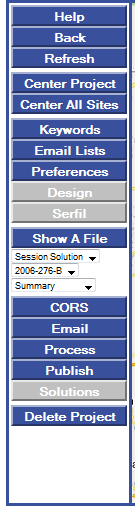 Help
Back
Refresh
Center Project
Center All Sites
Keywords
Email Lists
Preferences
Design
Serfil
Show A File
Session Solution
2006-276-B
Summary
CORS
Email
Process
Publish
Solutions
Delete Project